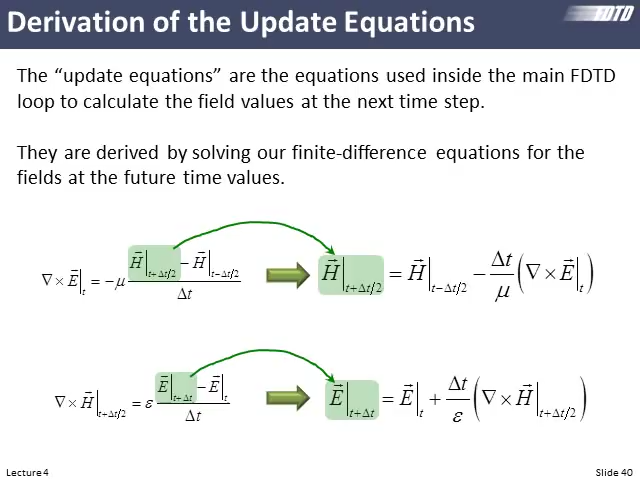 Derivation of the Update Equations
FDTD
The “update equations” are the equations used inside the main FDTD
loop to calculate the field values at the next time step.
They are derived by solving our finite-difference equations for the
fields at the future time values.
∇ × E⃗|ₜ = −μ (H⃗|ₜ₊Δₜ/₂ − H⃗|ₜ₋Δₜ/₂) / Δt
H⃗|ₜ₊Δₜ/₂ = H⃗|ₜ₋Δₜ/₂ − Δt/μ (∇ × E⃗|ₜ)
∇ × H⃗|ₜ₊Δₜ/₂ = ε (E⃗|ₜ₊Δₜ − E⃗|ₜ) / Δt
E⃗|ₜ₊Δₜ = E⃗|ₜ + Δt/ε (∇ × H⃗|ₜ₊Δₜ/₂)
Lecture 4
Slide 40